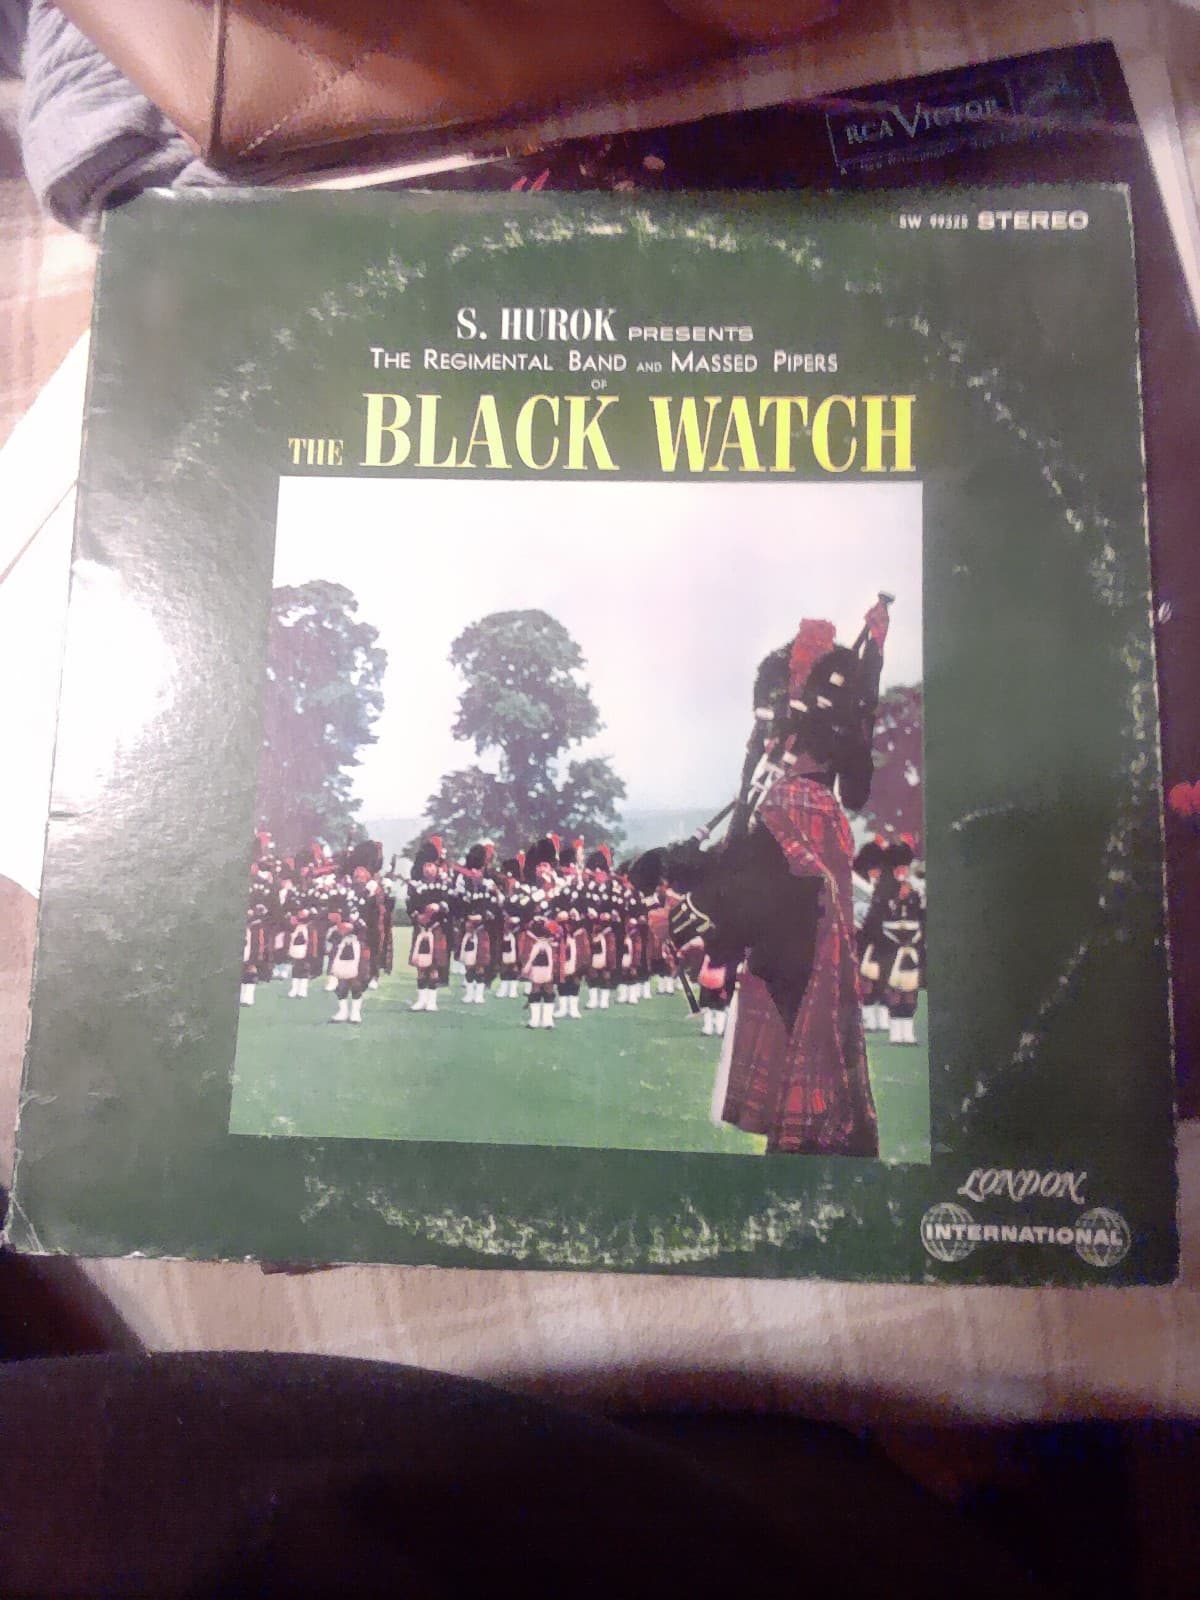 RCA VICTOR
SW 99325 STEREO
S. HUROK PRESENTS
THE REGIMENTAL BAND AND MASSED PIPERS
OF
THE BLACK WATCH
LONDON
INTERNATIONAL